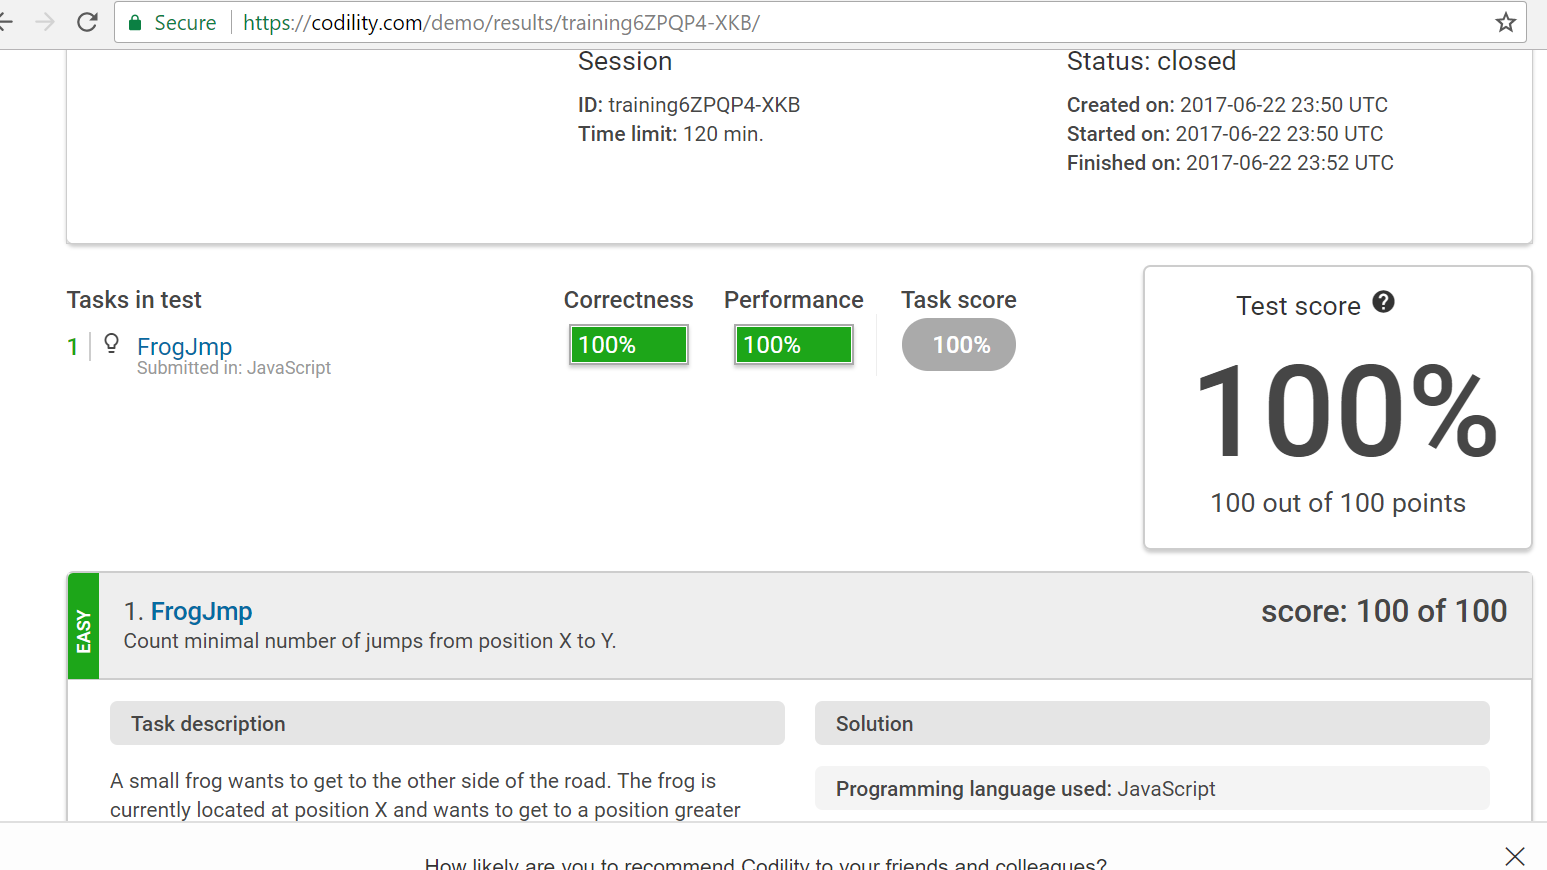 Secure https://codility.com/demo/results/training6ZPQP4-XKB/
Session
ID: training6ZPQP4-XKB
Time limit: 120 min.
Status: closed
Created on: 2017-06-22 23:50 UTC
Started on: 2017-06-22 23:50 UTC
Finished on: 2017-06-22 23:52 UTC
Tasks in test Correctness Performance Task score
1 FrogJmp 100% 100% 100%
Submitted in: JavaScript
Test score ?
100%
100 out of 100 points
EASY
1. FrogJmp
Count minimal number of jumps from position X to Y.
score: 100 of 100
Task description
A small frog wants to get to the other side of the road. The frog is
currently located at position X and wants to get to a position greater
Solution
Programming language used: JavaScript
How likely are you to recommend Codility to your friends and colleagues?